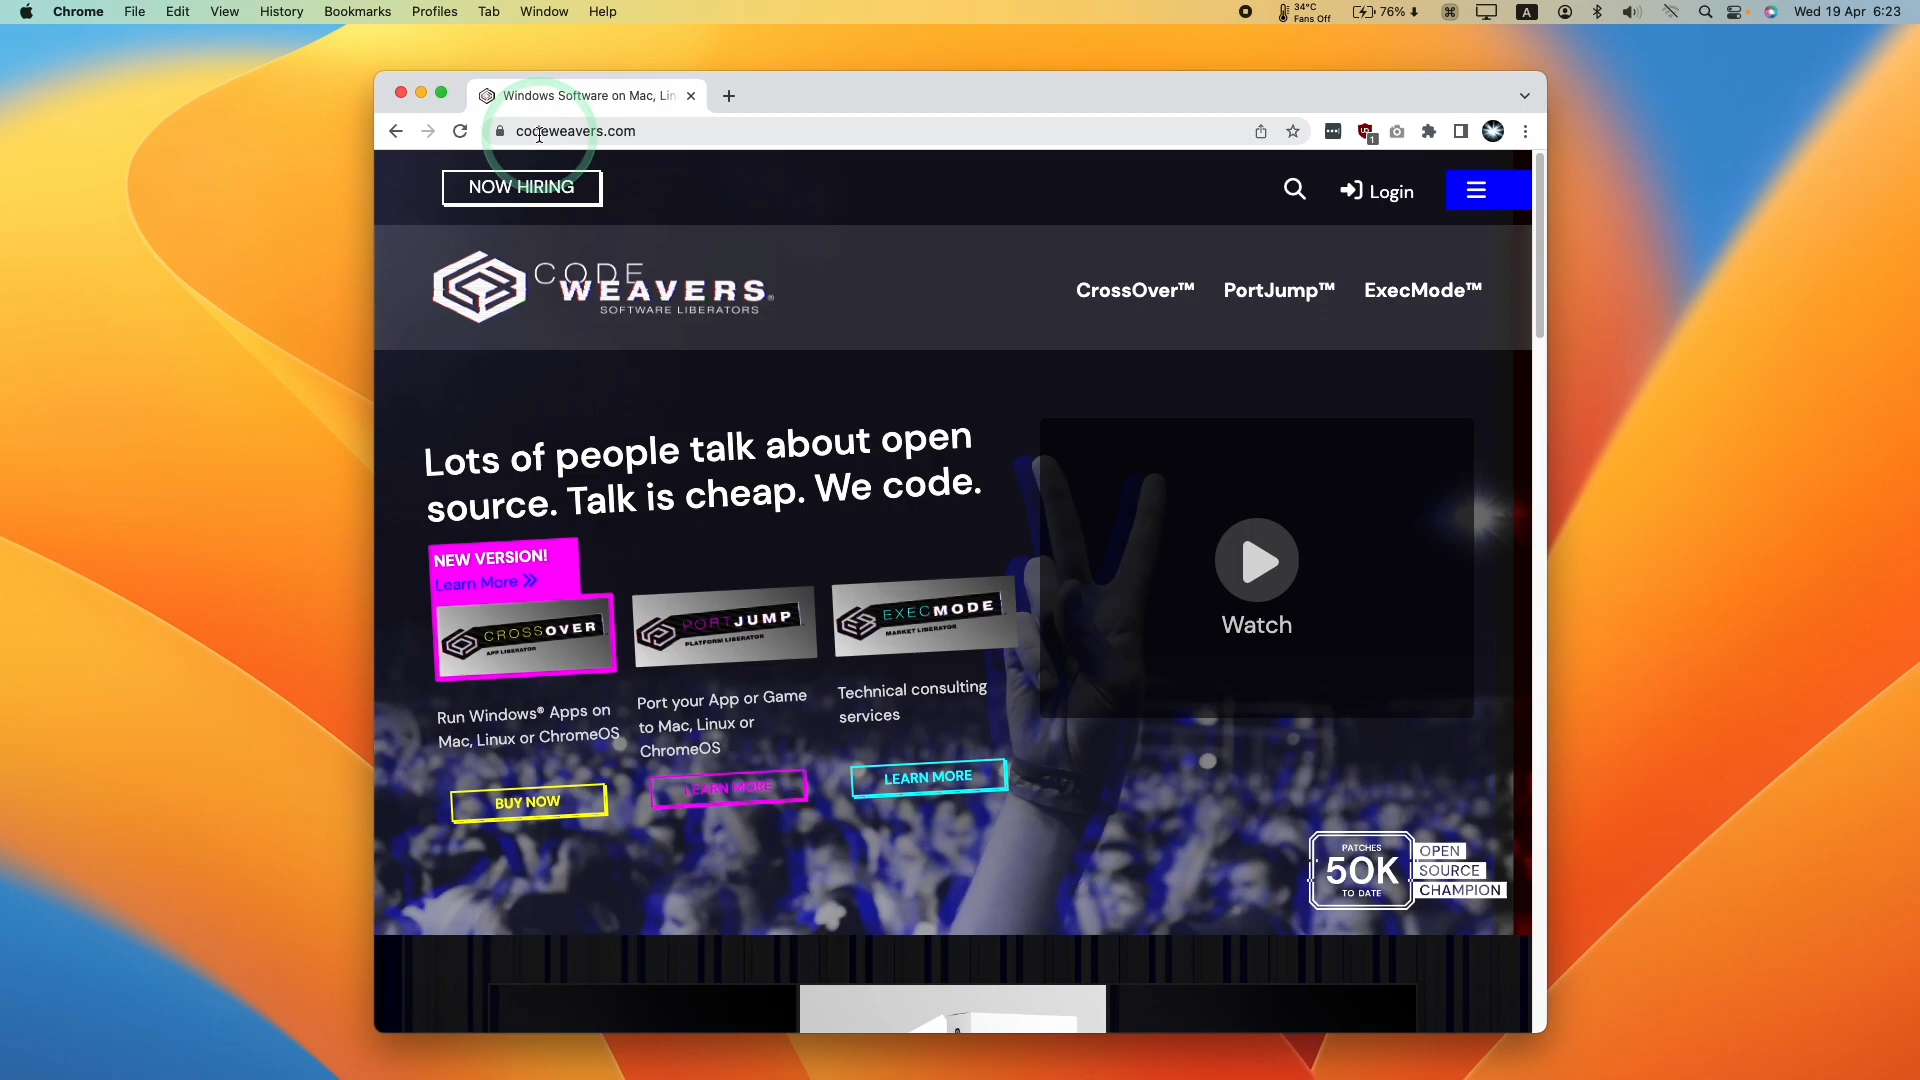 Chrome File Edit View History Bookmarks Profiles Tab Window Help
34°C
Fans Off
76%
A
Wed 19 Apr 6:23
Windows Software on Mac, Lin
codeweavers.com
1
NOW HIRING
Login
CODE
WEAVERS®
SOFTWARE LIBERATORS
CrossOver™ PortJump™ ExecMode™
Lots of people talk about open
source. Talk is cheap. We code.
NEW VERSION!
Learn More
CROSSOVER
APP LIBERATOR
PORTJUMP
PLATFORM LIBERATOR
EXECMODE
MARKET LIBERATOR
Watch
Run Windows® Apps on
Mac, Linux or ChromeOS
Port your App or Game
to Mac, Linux or
ChromeOS
Technical consulting
services
BUY NOW
LEARN MORE
LEARN MORE
PATCHES
50K
TO DATE
OPEN
SOURCE
CHAMPION